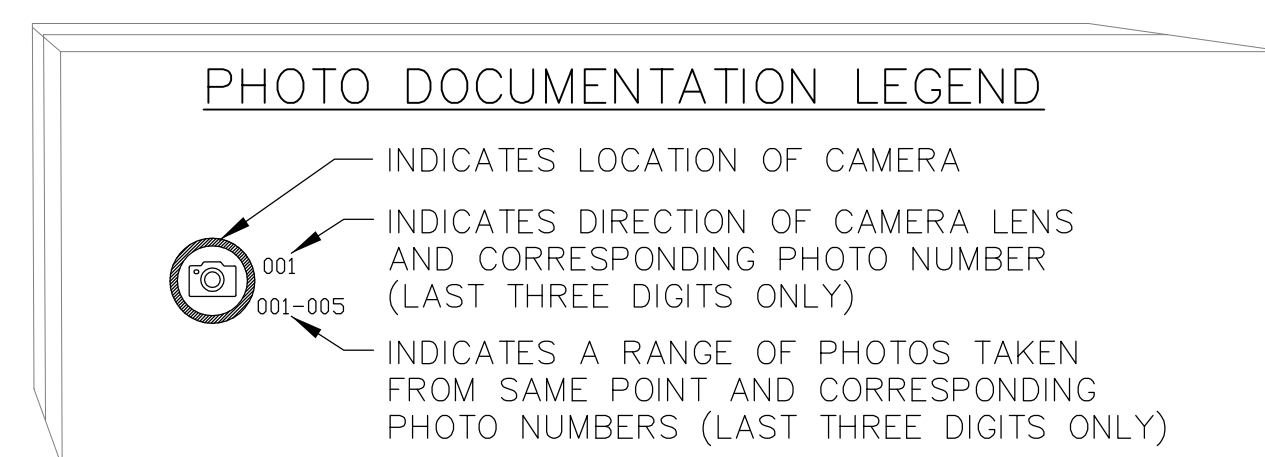 PHOTO DOCUMENTATION LEGEND
INDICATES LOCATION OF CAMERA
001
INDICATES DIRECTION OF CAMERA LENS
AND CORRESPONDING PHOTO NUMBER
(LAST THREE DIGITS ONLY)
001-005
INDICATES A RANGE OF PHOTOS TAKEN
FROM SAME POINT AND CORRESPONDING
PHOTO NUMBERS (LAST THREE DIGITS ONLY)